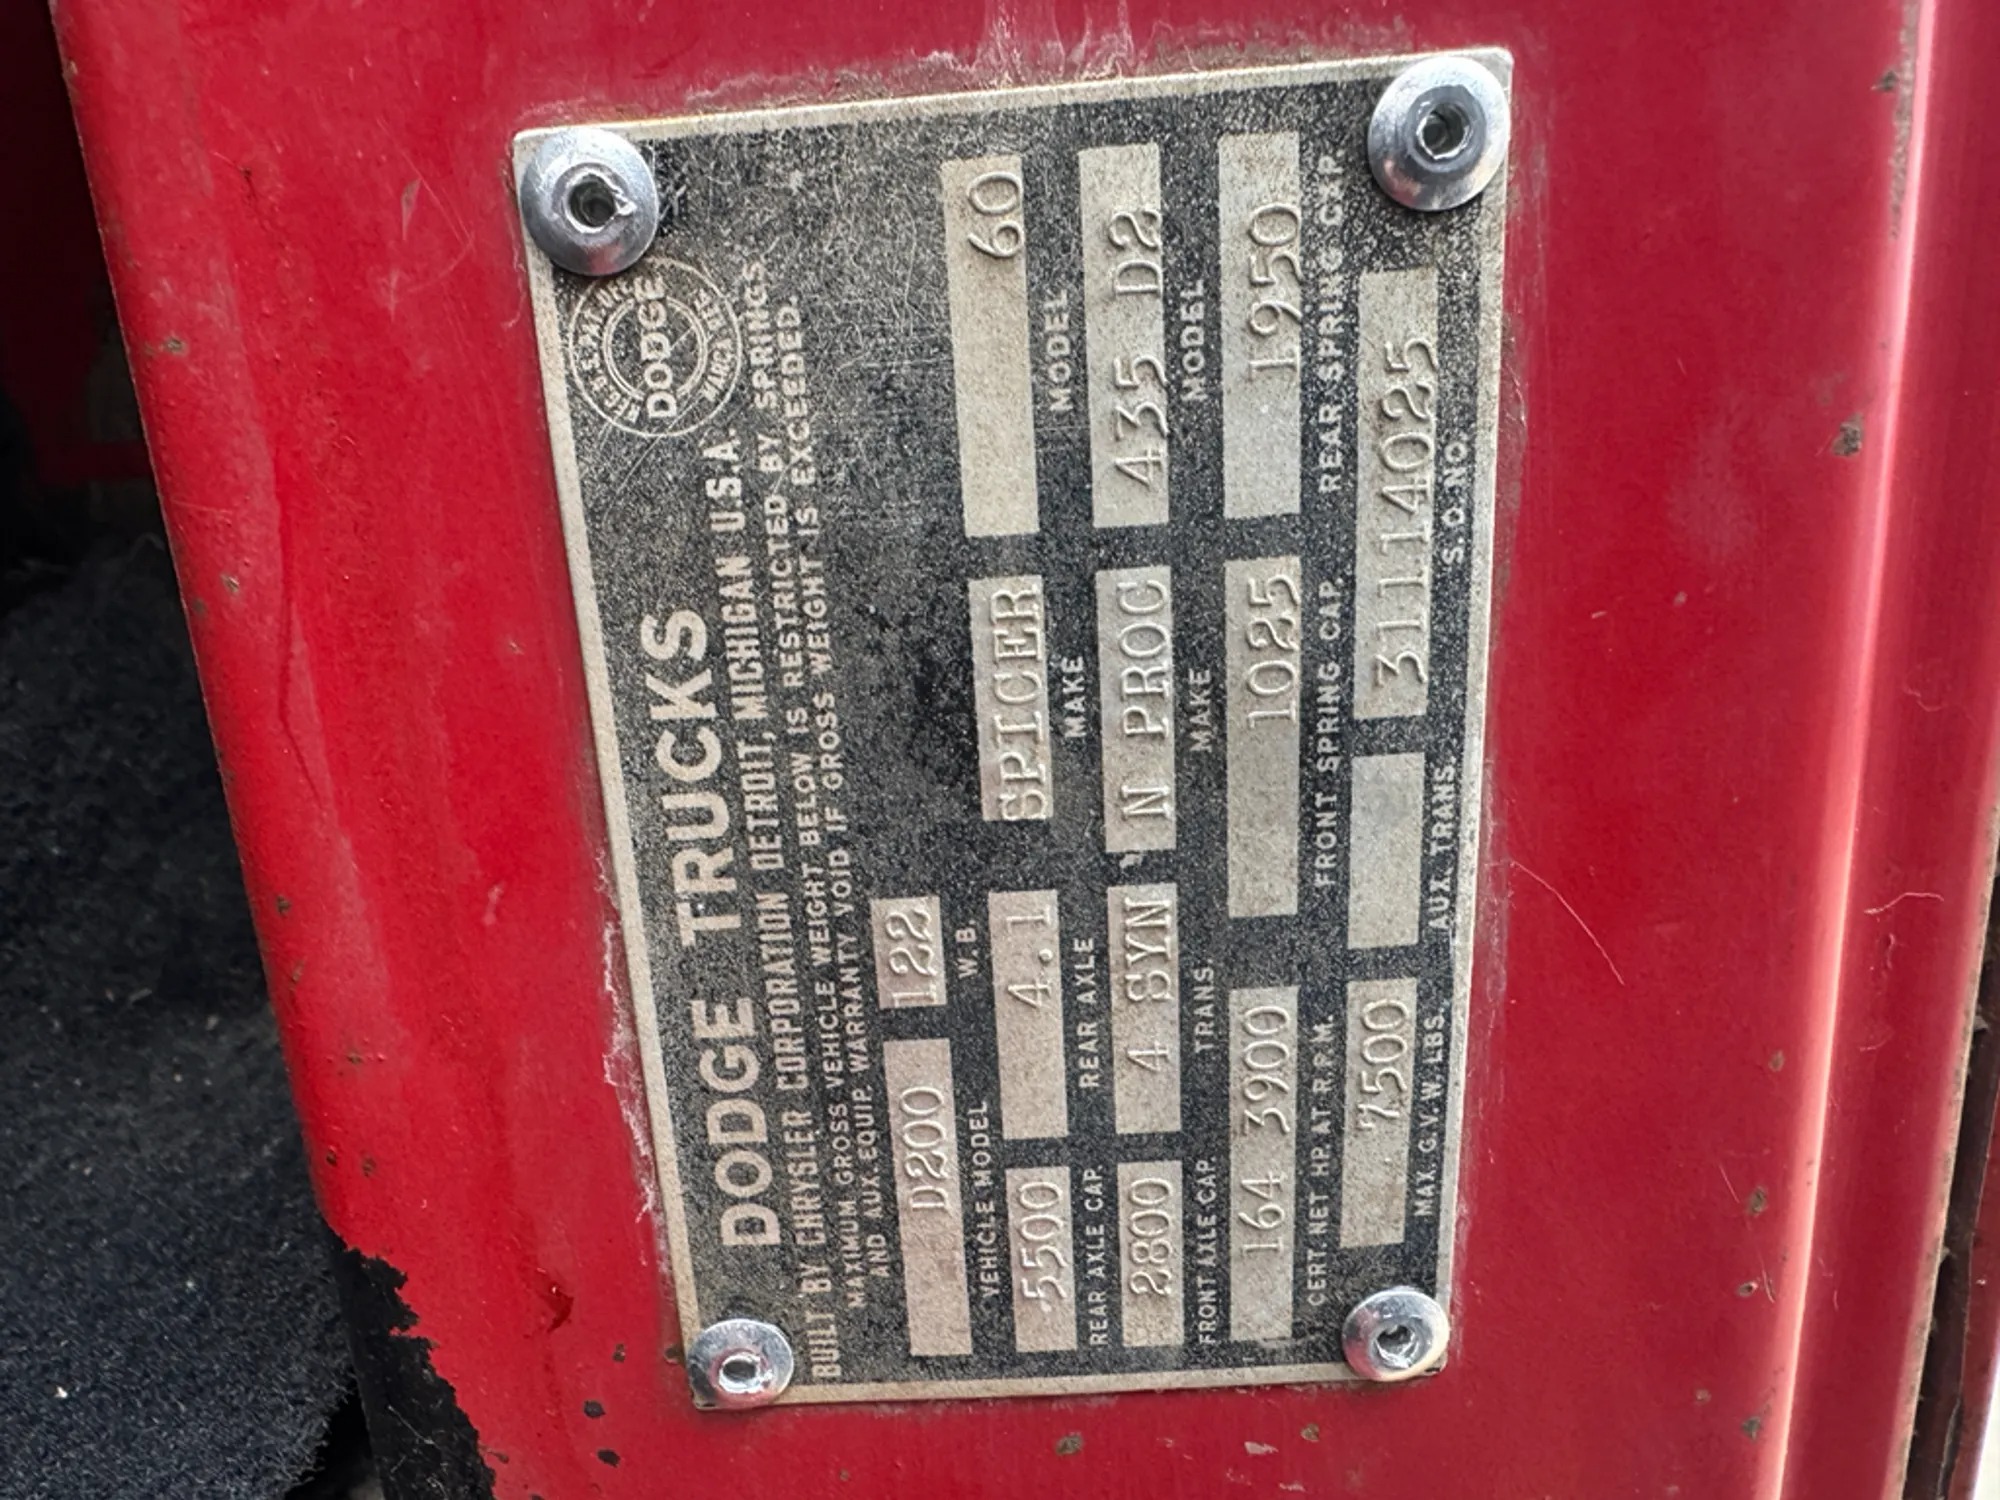 DODGE TRUCKS
DODGE
MARCA REG.
BUILT BY CHRYSLER CORPORATION DETROIT, MICHIGAN U.S.A.
MAXIMUM GROSS VEHICLE WEIGHT BELOW IS RESTRICTED BY SPRINGS
AND AUX. EQUIP. WARRANTY VOID IF GROSS WEIGHT IS EXCEEDED.
D200 122
VEHICLE MODEL W.B.
5500 4.1 SPICER 60
REAR AXLE CAP. REAR AXLE MAKE MODEL
2800 4 SYN N PROC 435 D2
FRONT AXLE CAP. TRANS. MAKE MODEL
164 3900 1025 1950
CERT. NET HP. AT R.P.M. FRONT SPRING CAP. REAR SPRING CAP.
7500 31114025
MAX. G.V.W. LBS. AUX. TRANS. S.O. NO.